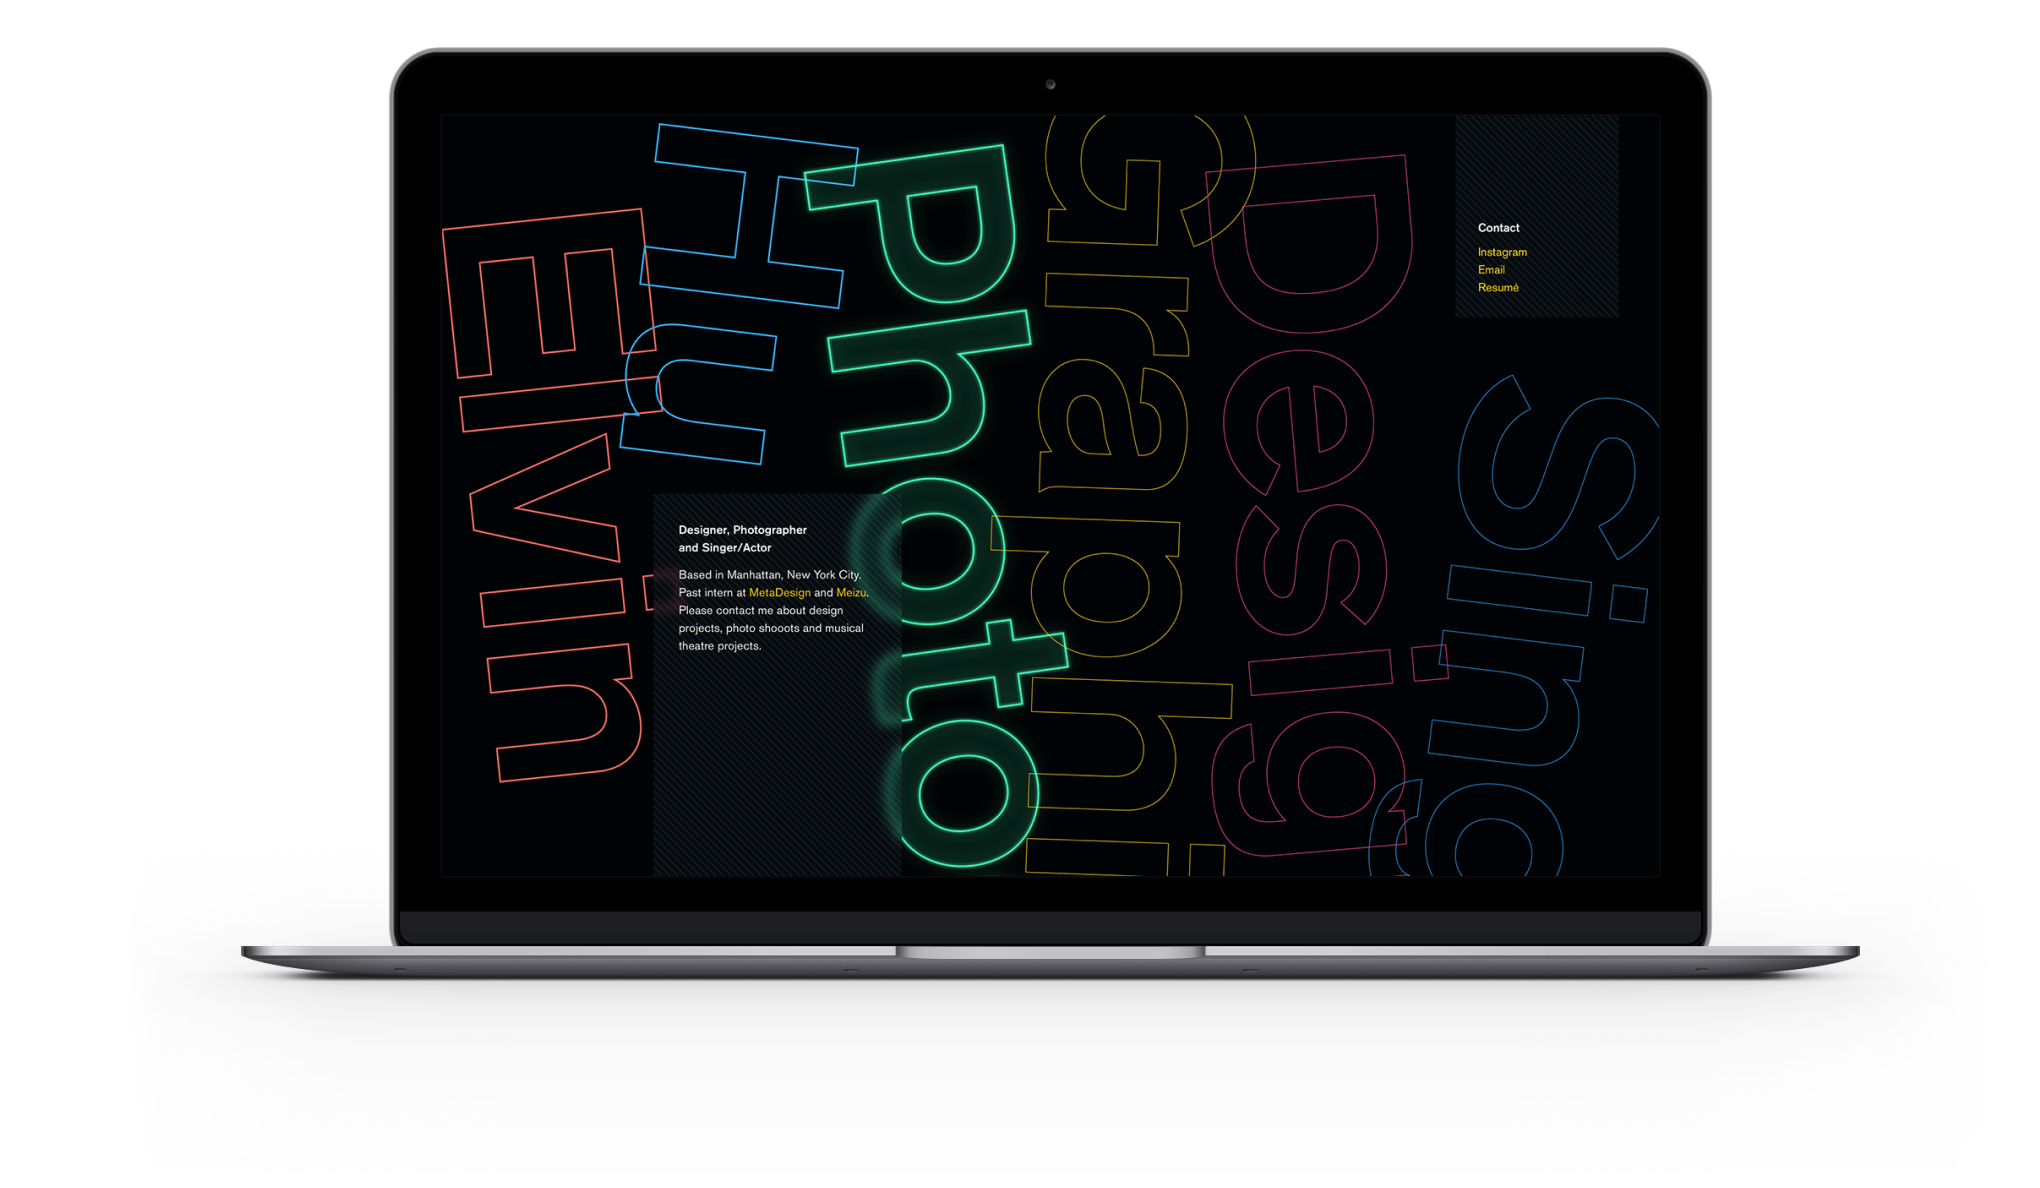 Elvin
Hu
Photo
Graphi
Design
Sing
Designer, Photographer
and Singer/Actor
Based in Manhattan, New York City.
Past intern at MetaDesign and Meizu.
Please contact me about design
projects, photo shooots and musical
theatre projects.
Contact
Instagram
Email
Resumé